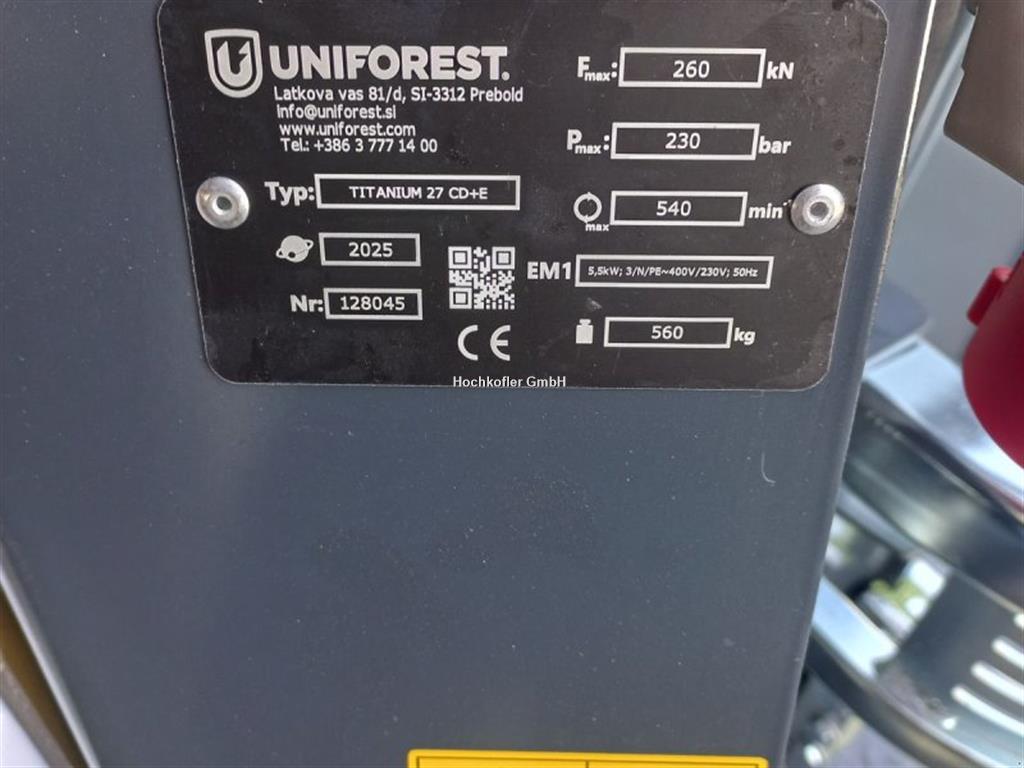 UNIFOREST.
Latkova vas 81/d, SI-3312 Prebold
info@uniforest.si
www.uniforest.com
Tel.: +386 3 777 14 00
Typ: TITANIUM 27 CD+E
2025
Nr: 128045
CE
Fmax: 260 kN
Pmax: 230 bar
max 540 min⁻¹
EM1 5,5kW; 3/N/PE~400V/230V; 50Hz
560 kg
Hochkofler GmbH